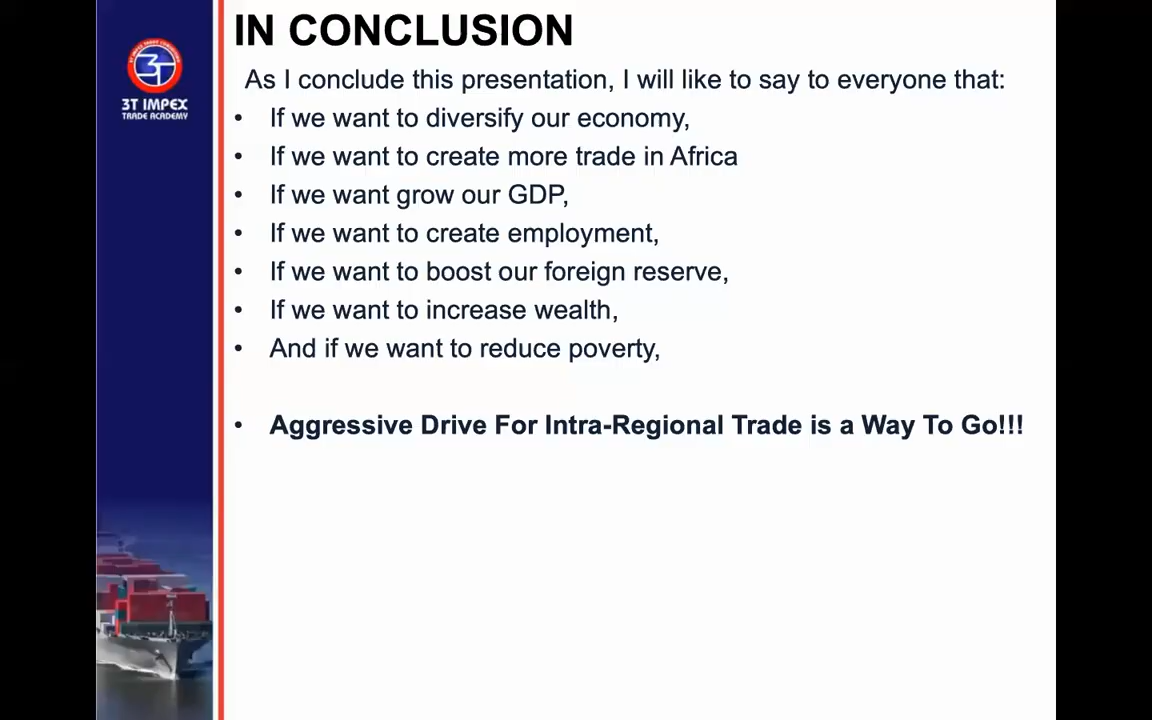 IN CONCLUSION
3T IMPEX
TRADE ACADEMY
As I conclude this presentation, I will like to say to everyone that:
• If we want to diversify our economy,
• If we want to create more trade in Africa
• If we want grow our GDP,
• If we want to create employment,
• If we want to boost our foreign reserve,
• If we want to increase wealth,
• And if we want to reduce poverty,
• Aggressive Drive For Intra-Regional Trade is a Way To Go!!!